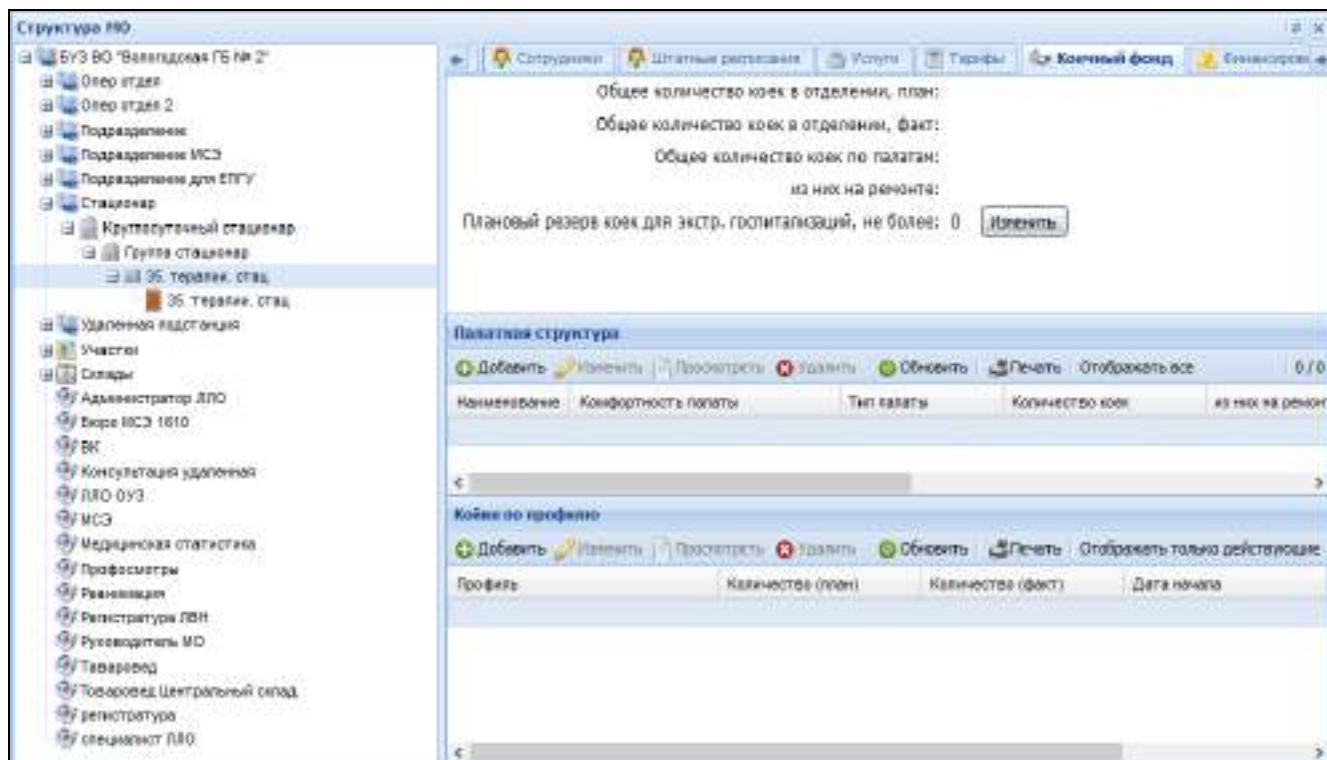 Структура МО
БУЗ ВО "Вологодская ГБ № 2"
Опер отдел
Опер отдел 2
Подразделение
Подразделение МСЭ
Подразделение для ЕПГУ
Стационар
Круглосуточный стационар
Группа стационар
35. терапии. стац
35. терапии. стац
Удаленная подстанция
Участки
Склады
Администратор ЛЛО
Бюро МСЭ 1610
ВК
Консультация удаленная
ЛЛО ОУЗ
МСЭ
Медицинская статистика
Профосмотры
Реанимация
Регистратура ЛВН
Руководитель МО
Товаровед
Товаровед Центральный склад
регистратура
специалист ЛЛО
Сотрудники Штатные расписания Услуги Тарифы Коечный фонд
Общее количество коек в отделении, план:
Общее количество коек в отделении, факт:
Общее количество коек по палатам:
из них на ремонте:
Плановый резерв коек для экстр. госпитализаций, не более: 0 Изменить
Палатная структура
Добавить Изменить Просмотреть Удалить Обновить Печать Отображать все 0 / 0
Наименование Комфортность палаты Тип палаты Количество коек из них на ремонт
Койки по профилю
Добавить Изменить Просмотреть Удалить Обновить Печать Отображать только действующие
Профиль Количество (план) Количество (факт) Дата начала